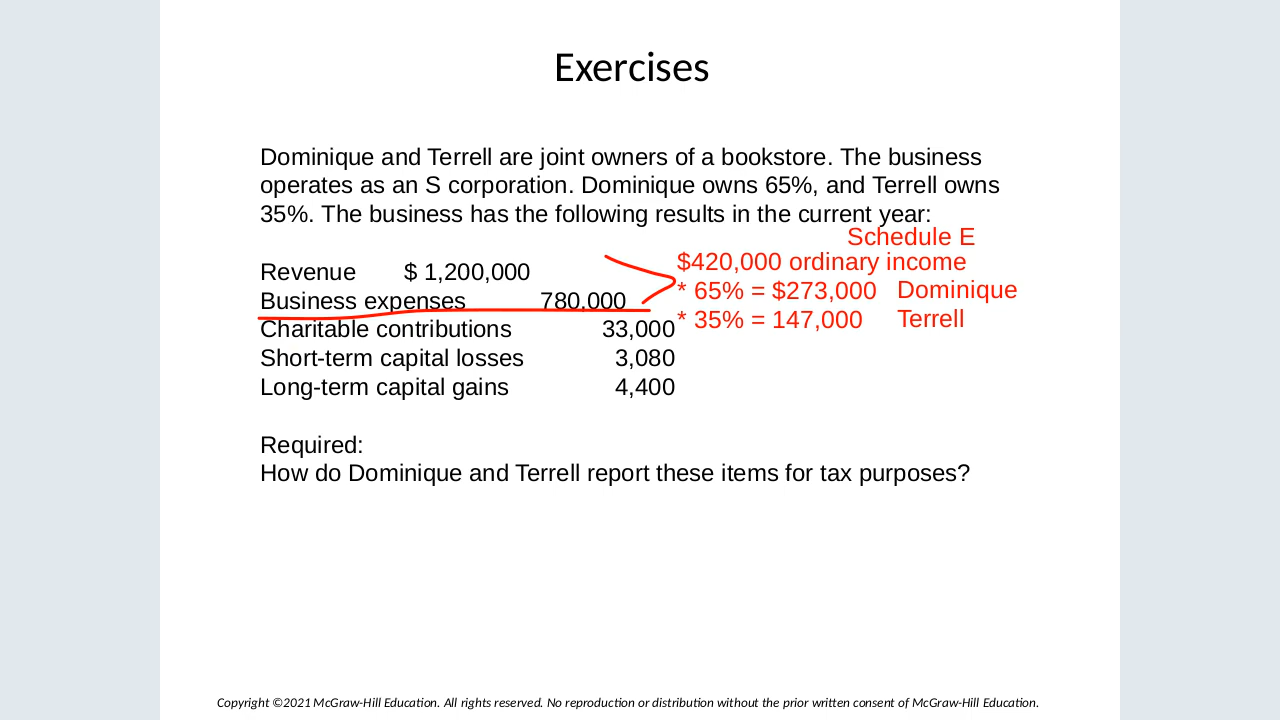 Exercises
Dominique and Terrell are joint owners of a bookstore. The business
operates as an S corporation. Dominique owns 65%, and Terrell owns
35%. The business has the following results in the current year:
Schedule E
$420,000 ordinary income
Revenue $ 1,200,000
* 65% = $273,000 Dominique
Business expenses 780,000
* 35% = 147,000 Terrell
Charitable contributions 33,000
Short-term capital losses 3,080
Long-term capital gains 4,400
Required:
How do Dominique and Terrell report these items for tax purposes?
Copyright ©2021 McGraw-Hill Education. All rights reserved. No reproduction or distribution without the prior written consent of McGraw-Hill Education.